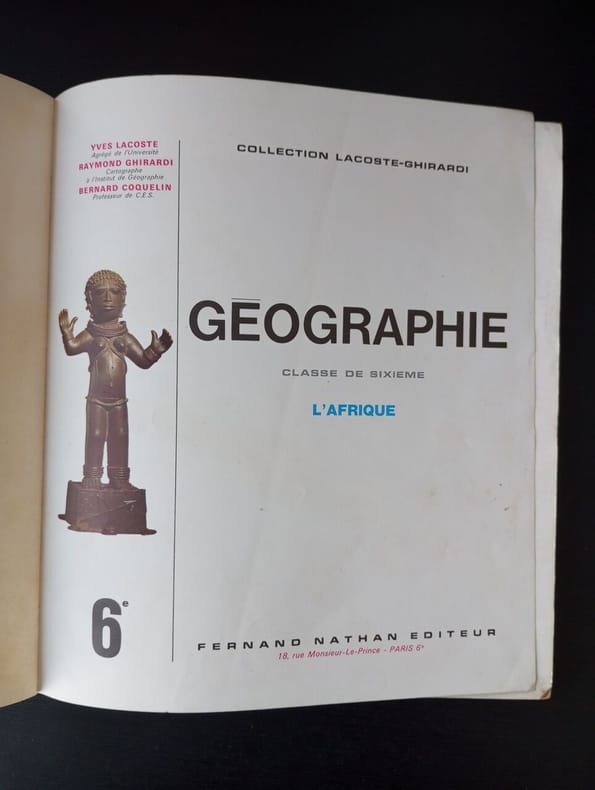 YVES LACOSTE
Agrégé de l'Université
RAYMOND GHIRARDI
Cartographe
à l'Institut de Géographie
BERNARD COQUELIN
Professeur de C.E.S.
6e
COLLECTION LACOSTE-GHIRARDI
GÉOGRAPHIE
CLASSE DE SIXIEME
L'AFRIQUE
FERNAND NATHAN EDITEUR
18, rue Monsieur-Le-Prince - PARIS 6e